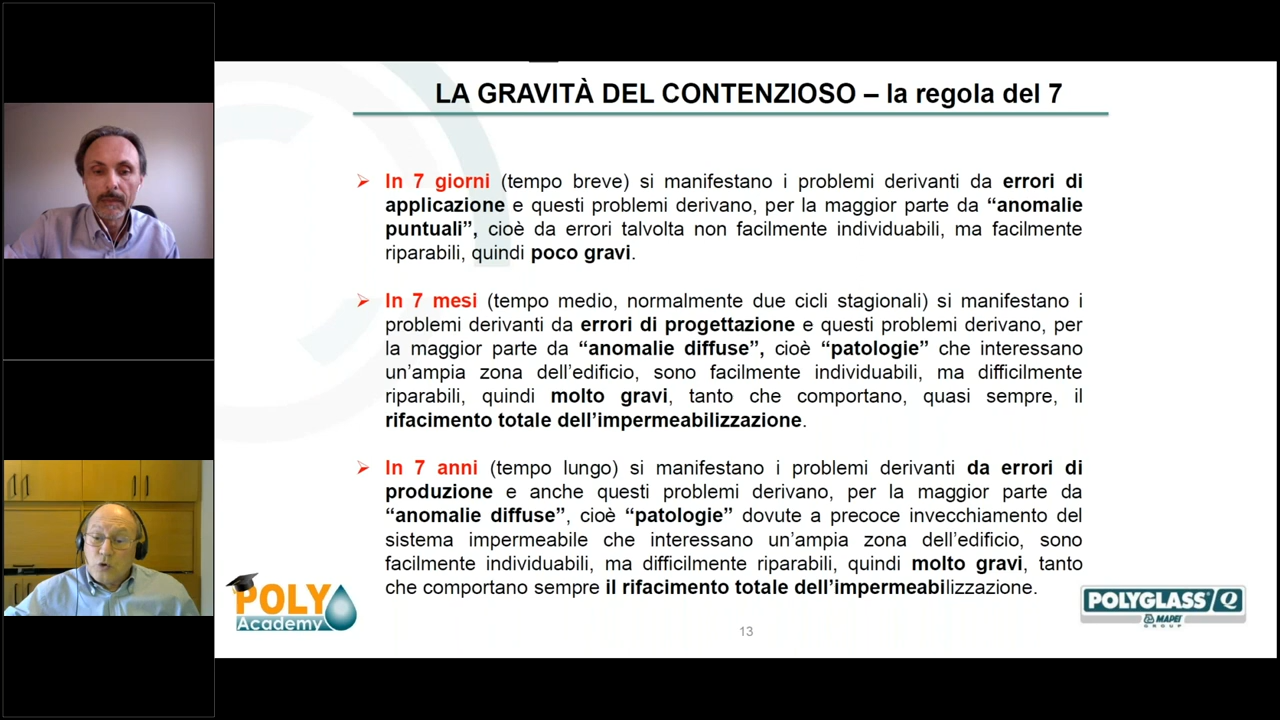 LA GRAVITÀ DEL CONTENZIOSO – la regola del 7
In 7 giorni (tempo breve) si manifestano i problemi derivanti da errori di
applicazione e questi problemi derivano, per la maggior parte da “anomalie
puntuali”, cioè da errori talvolta non facilmente individuabili, ma facilmente
riparabili, quindi poco gravi.
In 7 mesi (tempo medio, normalmente due cicli stagionali) si manifestano i
problemi derivanti da errori di progettazione e questi problemi derivano, per
la maggior parte da “anomalie diffuse”, cioè “patologie” che interessano
un’ampia zona dell’edificio, sono facilmente individuabili, ma difficilmente
riparabili, quindi molto gravi, tanto che comportano, quasi sempre, il
rifacimento totale dell’impermeabilizzazione.
In 7 anni (tempo lungo) si manifestano i problemi derivanti da errori di
produzione e anche questi problemi derivano, per la maggior parte da
“anomalie diffuse”, cioè “patologie” dovute a precoce invecchiamento del
sistema impermeabile che interessano un’ampia zona dell’edificio, sono
facilmente individuabili, ma difficilmente riparabili, quindi molto gravi, tanto
che comportano sempre il rifacimento totale dell’impermeabilizzazione.
POLY
Academy
POLYGLASS
MAPEI
GROUP
13